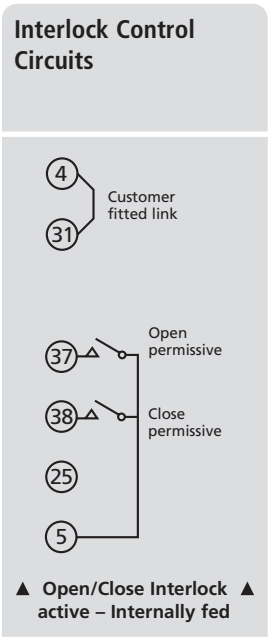 Interlock Control
Circuits
4
Customer
fitted link
31
Open
permissive
37
Close
permissive
38
25
5
▲ Open/Close Interlock ▲
active – Internally fed